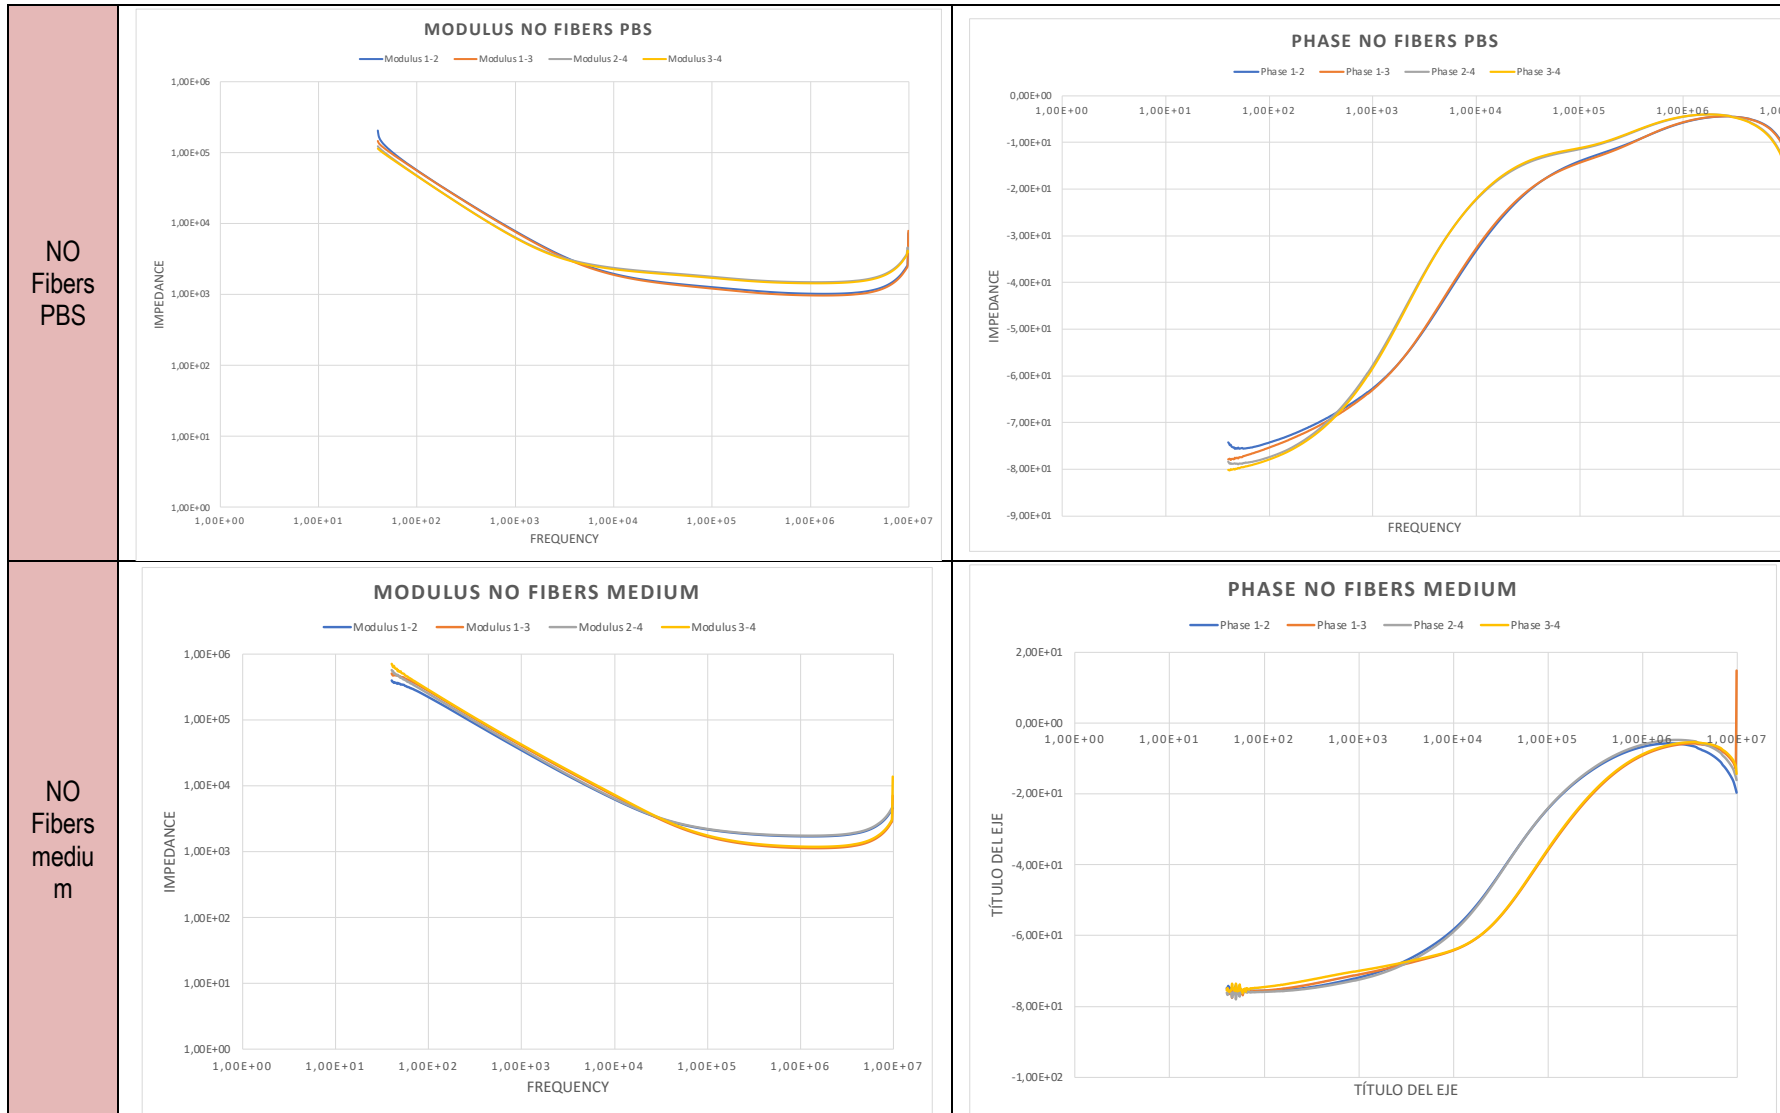 NO
Fibers
PBS
MODULUS NO FIBERS PBS
Modulus 1-2 Modulus 1-3 Modulus 2-4 Modulus 3-4
1,00E+06
1,00E+05
1,00E+04
1,00E+03
1,00E+02
1,00E+01
1,00E+00
IMPEDANCE
1,00E+00 1,00E+01 1,00E+02 1,00E+03 1,00E+04 1,00E+05 1,00E+06 1,00E+07
FREQUENCY
PHASE NO FIBERS PBS
Phase 1-2 Phase 1-3 Phase 2-4 Phase 3-4
0,00E+00
1,00E+00 1,00E+01 1,00E+02 1,00E+03 1,00E+04 1,00E+05 1,00E+06
-1,00E+01
-2,00E+01
-3,00E+01
-4,00E+01
-5,00E+01
-6,00E+01
-7,00E+01
-8,00E+01
-9,00E+01
IMPEDANCE
FREQUENCY
NO
Fibers
mediu
m
MODULUS NO FIBERS MEDIUM
Modulus 1-2 Modulus 1-3 Modulus 2-4 Modulus 3-4
1,00E+06
1,00E+05
1,00E+04
1,00E+03
1,00E+02
1,00E+01
1,00E+00
IMPEDANCE
1,00E+00 1,00E+01 1,00E+02 1,00E+03 1,00E+04 1,00E+05 1,00E+06 1,00E+07
FREQUENCY
PHASE NO FIBERS MEDIUM
Phase 1-2 Phase 1-3 Phase 2-4 Phase 3-4
2,00E+01
0,00E+00
1,00E+00 1,00E+01 1,00E+02 1,00E+03 1,00E+04 1,00E+05 1,00E+06 1,00E+07
-2,00E+01
-4,00E+01
-6,00E+01
-8,00E+01
-1,00E+02
TÍTULO DEL EJE
TÍTULO DEL EJE